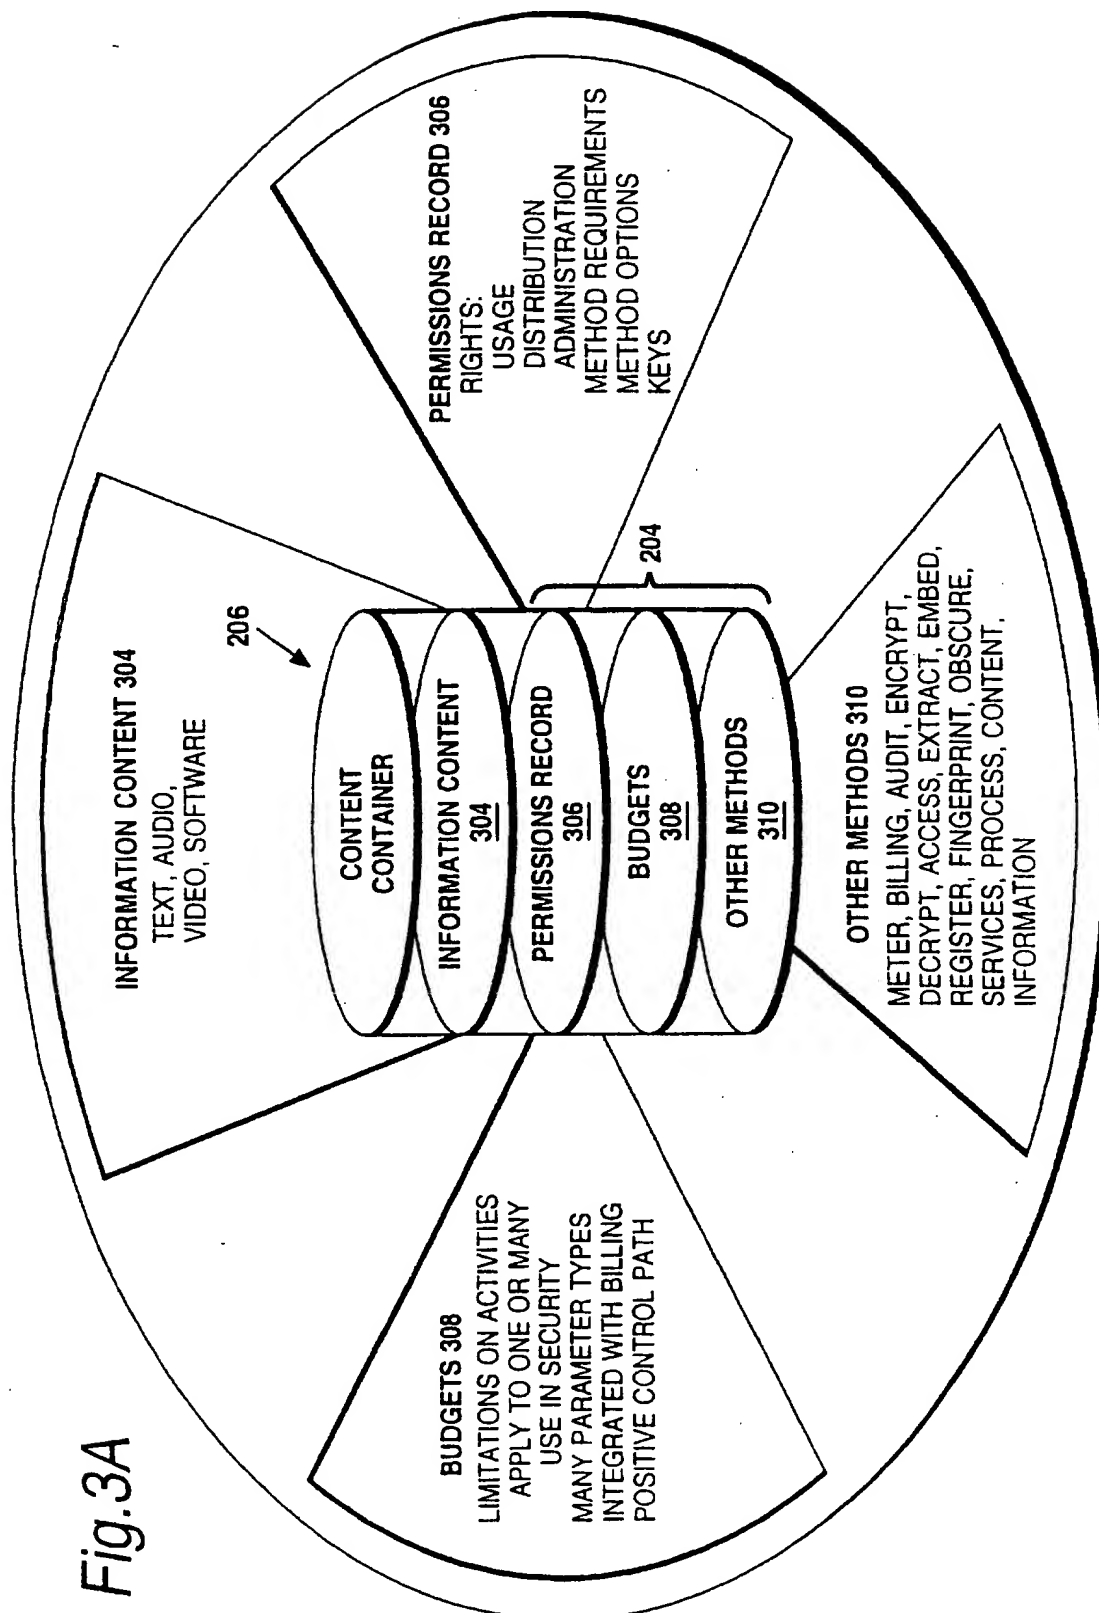 Fig.3A
INFORMATION CONTENT 304
TEXT, AUDIO,
VIDEO, SOFTWARE
206
CONTENT
CONTAINER
INFORMATION CONTENT
304
PERMISSIONS RECORD
306
BUDGETS
308
OTHER METHODS
310
204
BUDGETS 308
LIMITATIONS ON ACTIVITIES
APPLY TO ONE OR MANY
USE IN SECURITY
MANY PARAMETER TYPES
INTEGRATED WITH BILLING
POSITIVE CONTROL PATH
PERMISSIONS RECORD 306
RIGHTS:
USAGE
DISTRIBUTION
ADMINISTRATION
METHOD REQUIREMENTS
METHOD OPTIONS
KEYS
OTHER METHODS 310
METER, BILLING, AUDIT, ENCRYPT,
DECRYPT, ACCESS, EXTRACT, EMBED,
REGISTER, FINGERPRINT, OBSCURE,
SERVICES, PROCESS, CONTENT,
INFORMATION